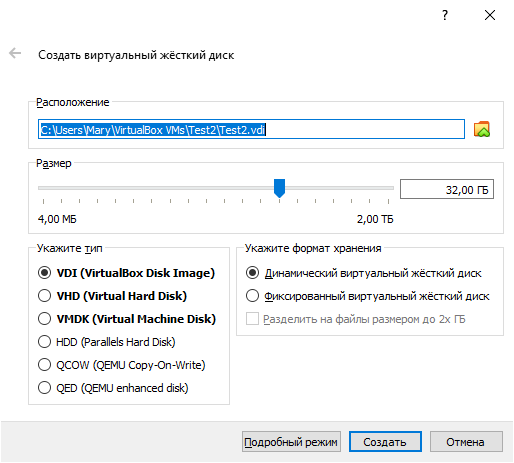 ?
Создать виртуальный жёсткий диск
Расположение
C:\Users\Mary\VirtualBox VMs\Test2\Test2.vdi
Размер
32,00 ГБ
4,00 МБ 2,00 ТБ
Укажите тип
VDI (VirtualBox Disk Image)
VHD (Virtual Hard Disk)
VMDK (Virtual Machine Disk)
HDD (Parallels Hard Disk)
QCOW (QEMU Copy-On-Write)
QED (QEMU enhanced disk)
Укажите формат хранения
Динамический виртуальный жёсткий диск
Фиксированный виртуальный жёсткий диск
Разделить на файлы размером до 2х ГБ
Подробный режим Создать Отмена